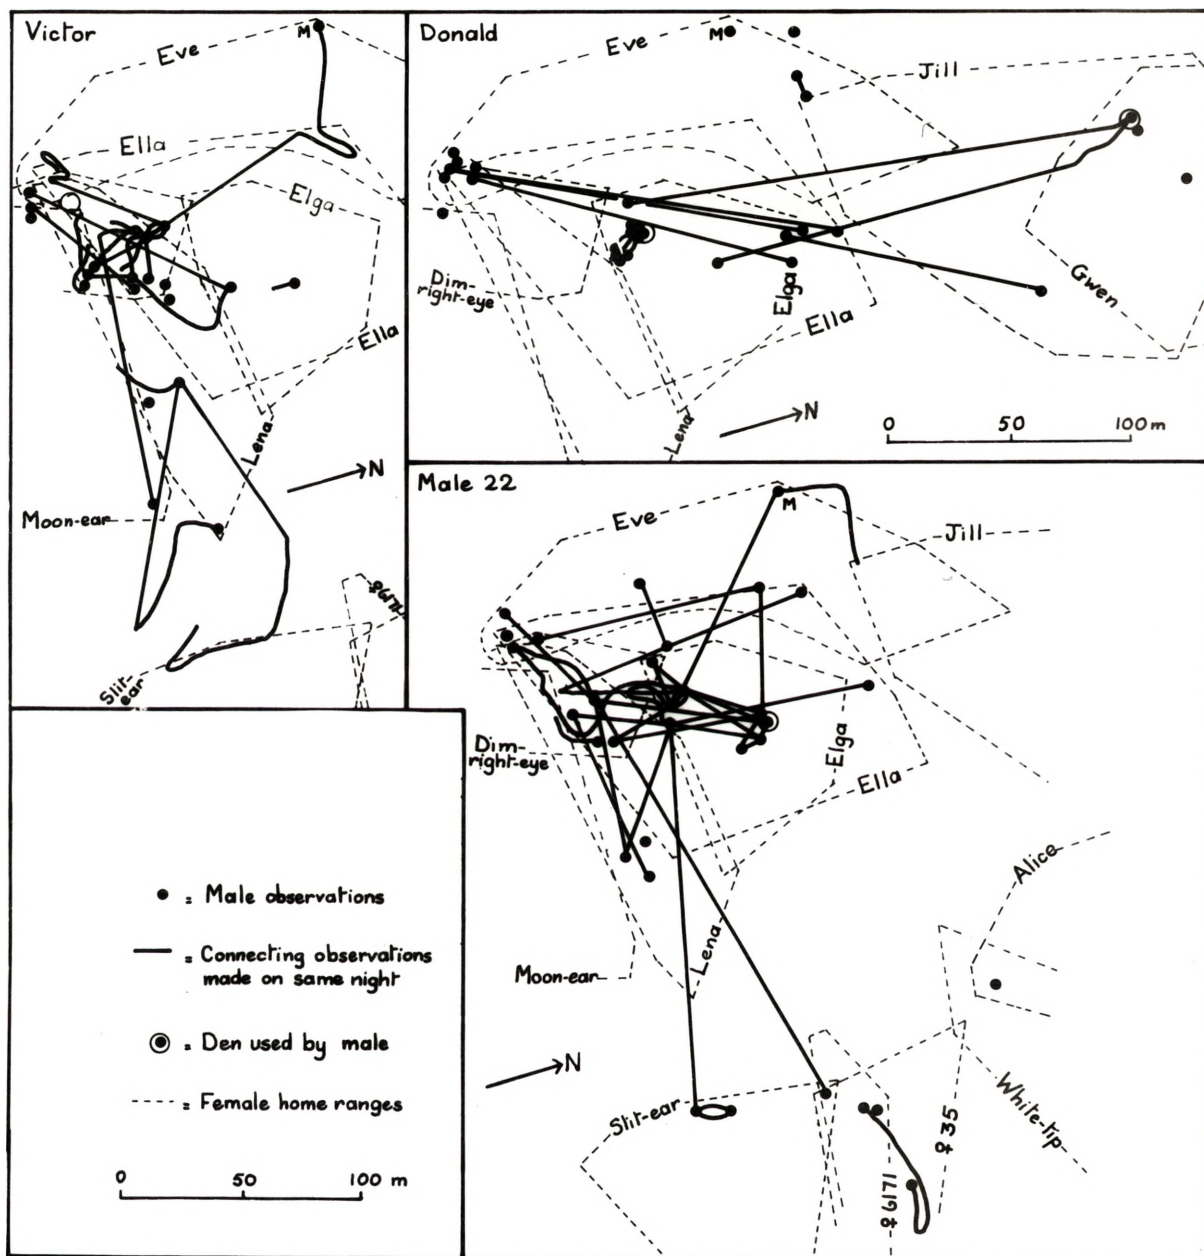 Victor
M
Eve
Ella
Elga
Ella
Lena
N
Moon-ear
♀6171
Slit-
ear
Donald
M
Eve
Jill
Dim-
right-eye
Elga
Ella
Gwen
Lena
N
0 50 100 m
Male 22
Eve
M
Jill
Dim-
right-eye
Elga
Ella
Alice
Lena
Moon-ear
N
Slit-ear
White-tip
♀ 35
♀ 6171
= Male observations
= Connecting observations
made on same night
= Den used by male
= Female home ranges
0 50 100 m